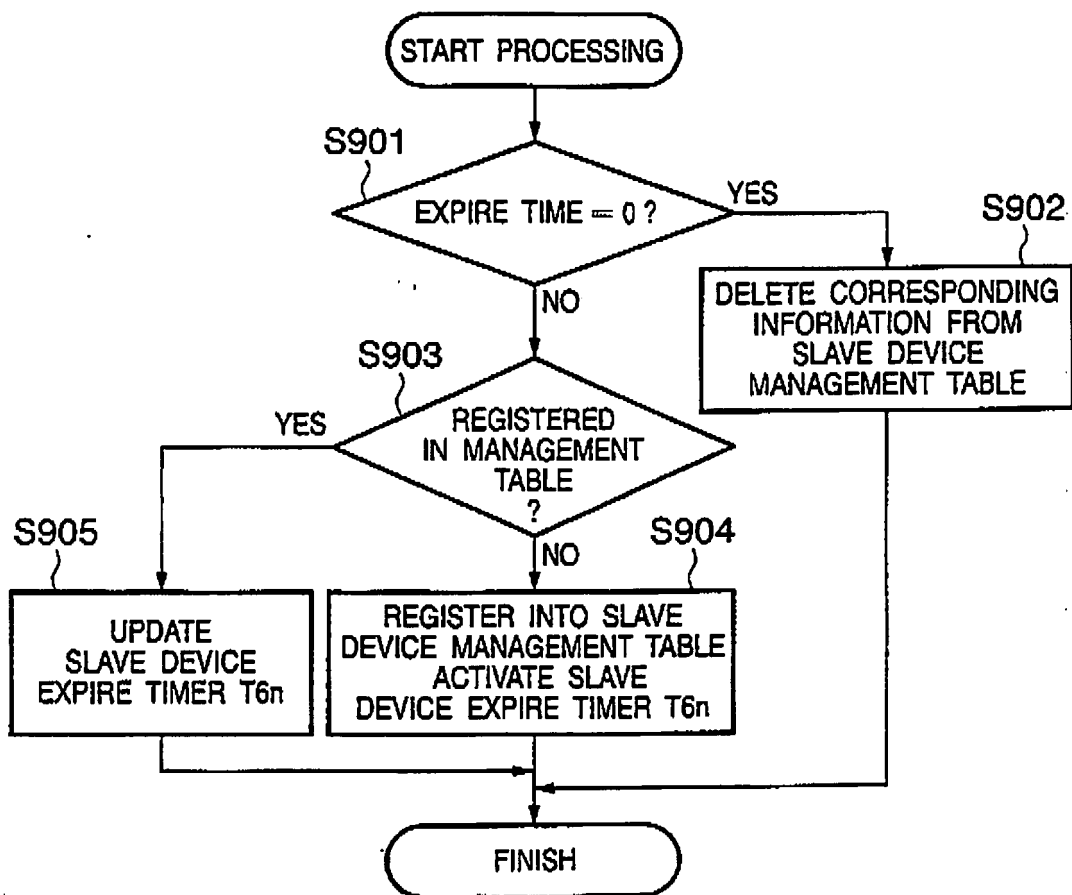 START PROCESSING
S901
EXPIRE TIME = 0 ?
YES
S902
DELETE CORRESPONDING
INFORMATION FROM
SLAVE DEVICE
MANAGEMENT TABLE
NO
S903
YES
REGISTERED
IN MANAGEMENT
TABLE
?
S905
NO
S904
UPDATE
SLAVE DEVICE
EXPIRE TIMER T6n
REGISTER INTO SLAVE
DEVICE MANAGEMENT TABLE
ACTIVATE SLAVE
DEVICE EXPIRE TIMER T6n
FINISH